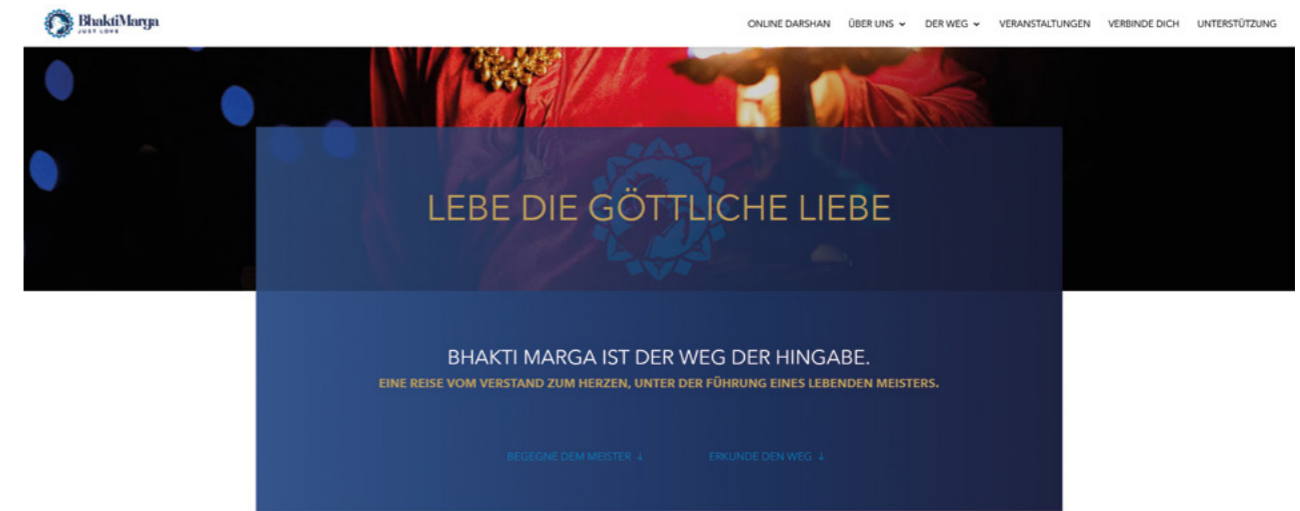 BhaktiMarga
JUST LOVE
ONLINE DARSHAN ÜBER UNS DER WEG VERANSTALTUNGEN VERBINDE DICH UNTERSTÜTZUNG
LEBE DIE GÖTTLICHE LIEBE
BHAKTI MARGA IST DER WEG DER HINGABE.
EINE REISE VOM VERSTAND ZUM HERZEN, UNTER DER FÜHRUNG EINES LEBENDEN MEISTERS.
BEGEGNE DEM MEISTER ↓ ERKUNDE DEN WEG ↓